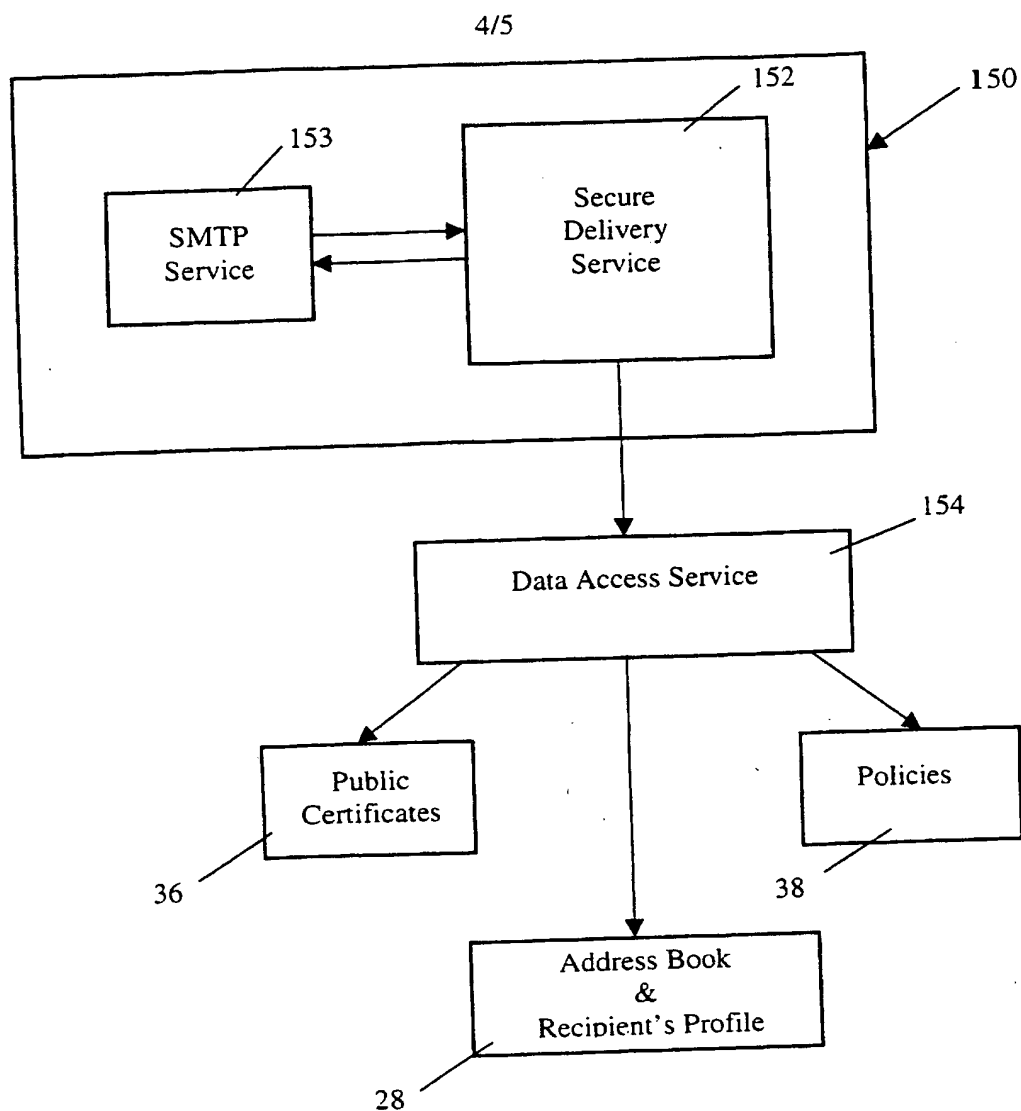 4/5
152
150
153
SMTP
Service
Secure
Delivery
Service
154
Data Access Service
Public
Certificates
Policies
36
38
Address Book
&
Recipient's Profile
28